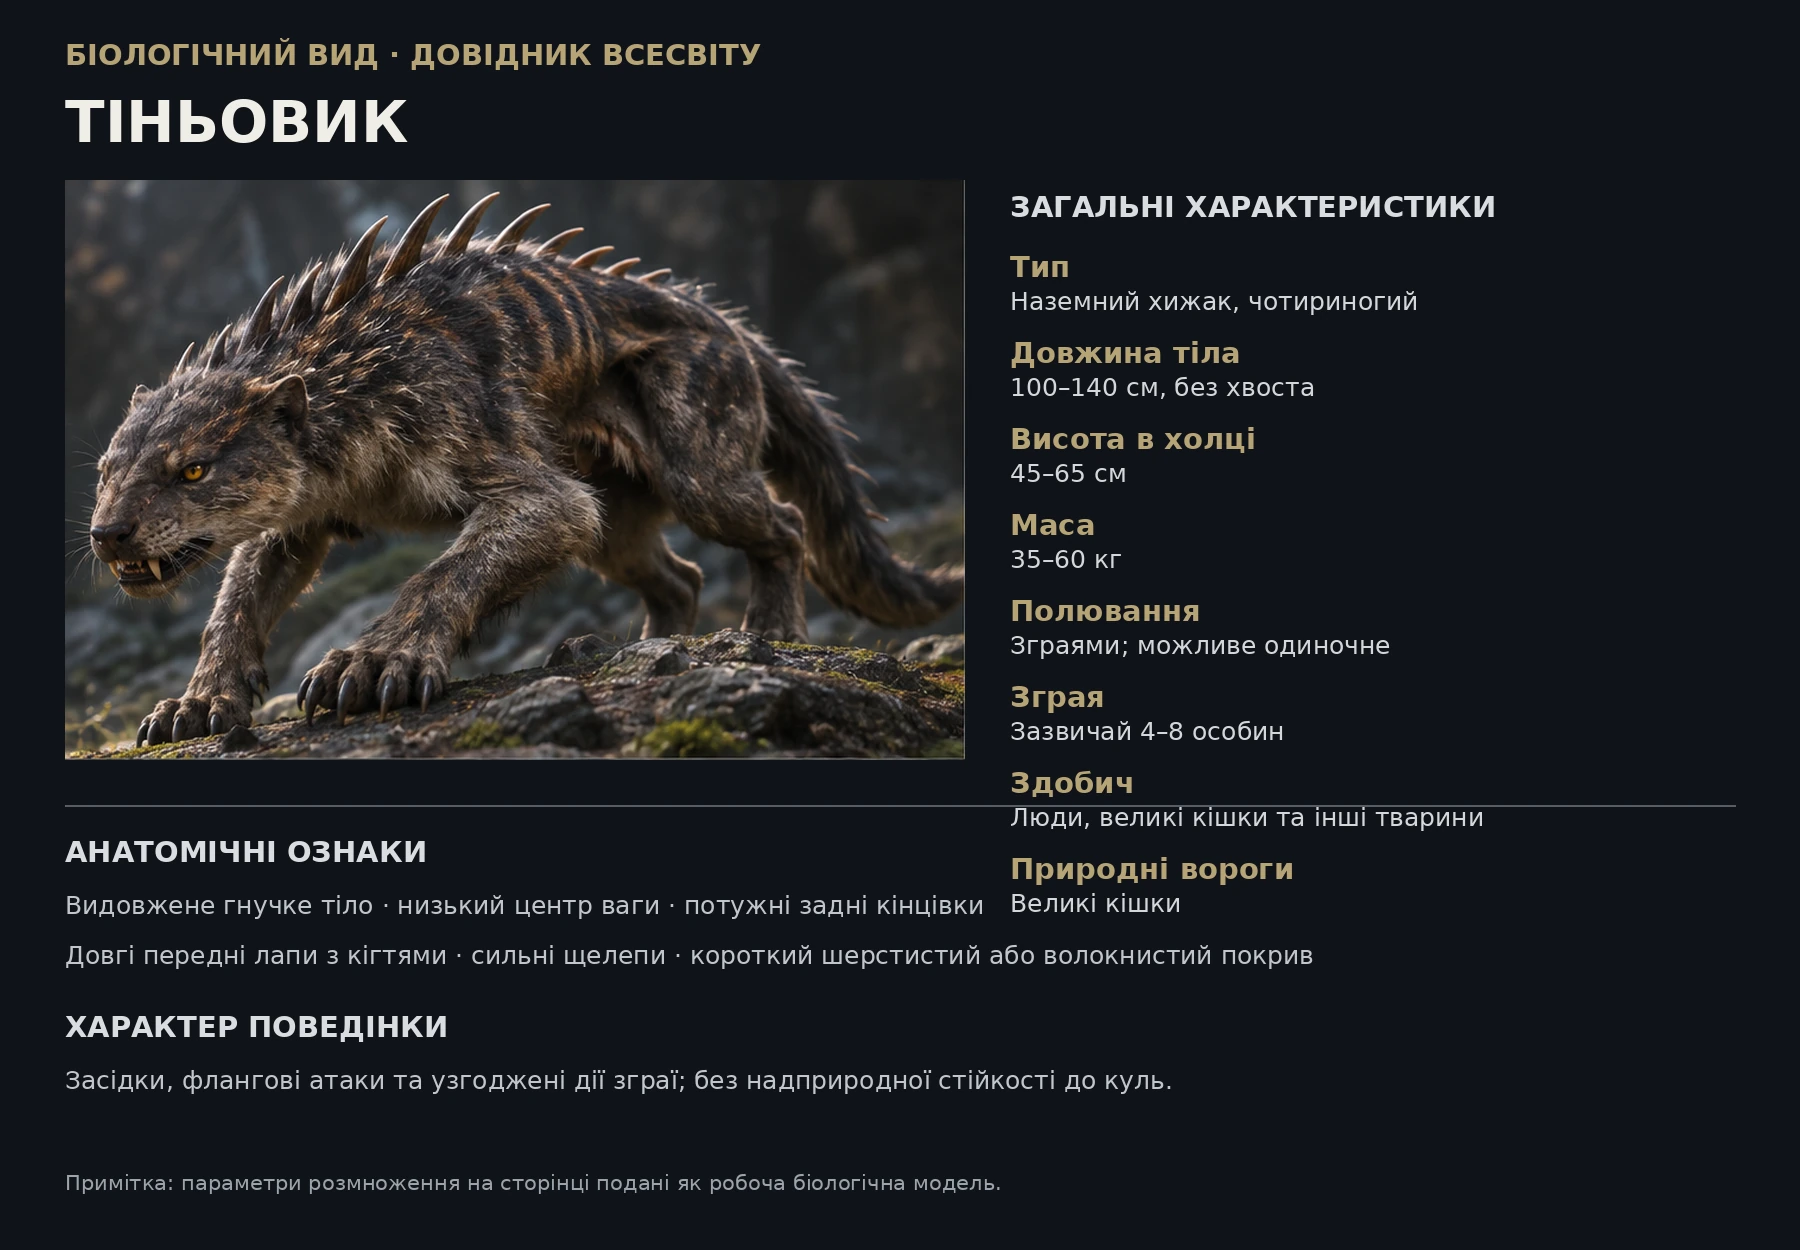 БІОЛОГІЧНИЙ ВИД · ДОВІДНИК ВСЕСВІТУ
ТІНЬОВИК
ЗАГАЛЬНІ ХАРАКТЕРИСТИКИ
Тип
Наземний хижак, чотириногий
Довжина тіла
100–140 см, без хвоста
Висота в холці
45–65 см
Маса
35–60 кг
Полювання
Зграями; можливе одиночне
Зграя
Зазвичай 4–8 особин
Здобич
Люди, великі кішки та інші тварини
Природні вороги
Великі кішки
АНАТОМІЧНІ ОЗНАКИ
Видовжене гнучке тіло · низький центр ваги · потужні задні кінцівки
Довгі передні лапи з кігтями · сильні щелепи · короткий шерстистий або волокнистий покрив
ХАРАКТЕР ПОВЕДІНКИ
Засідки, флангові атаки та узгоджені дії зграї; без надприродної стійкості до куль.
Примітка: параметри розмноження на сторінці подані як робоча біологічна модель.